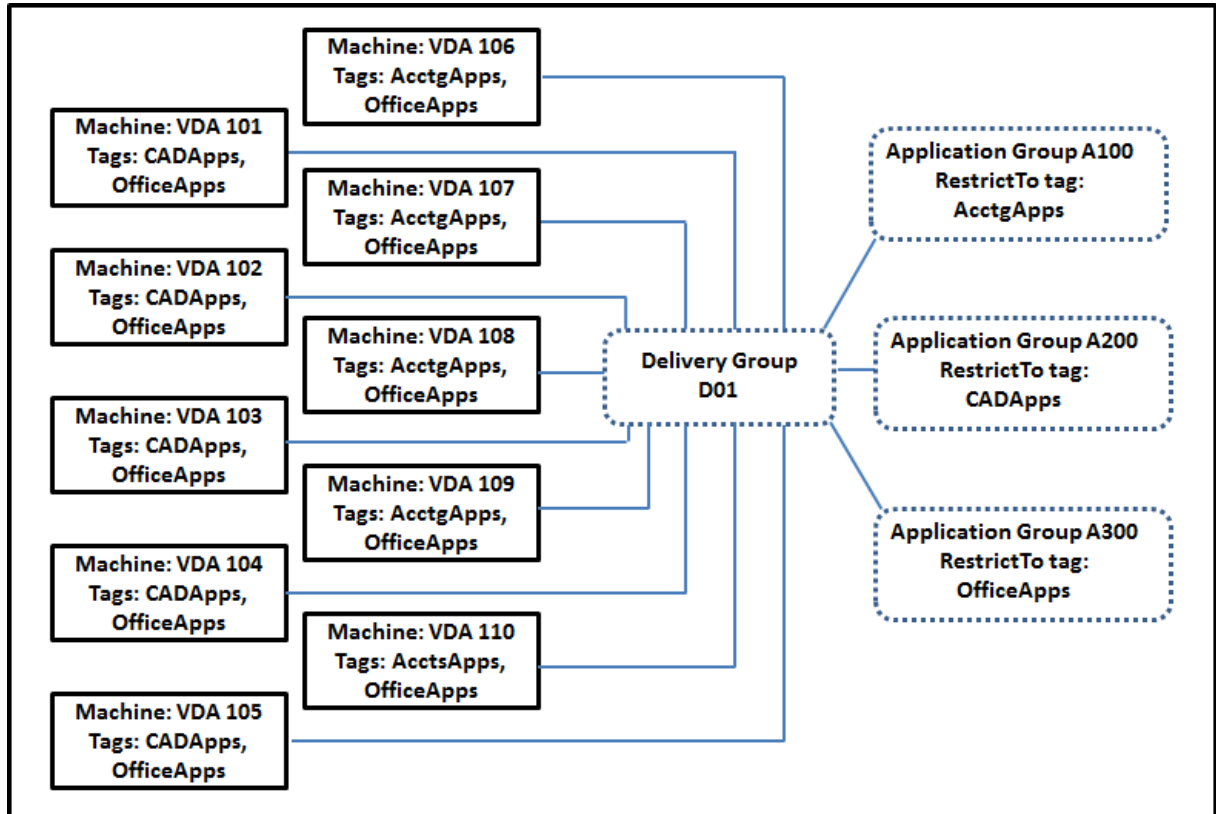 Machine: VDA 106
Tags: AcctgApps,
OfficeApps
Machine: VDA 101
Tags: CADApps,
OfficeApps
Machine: VDA 107
Tags: AcctgApps,
OfficeApps
Machine: VDA 102
Tags: CADApps,
OfficeApps
Machine: VDA 108
Tags: AcctgApps,
OfficeApps
Machine: VDA 103
Tags: CADApps,
OfficeApps
Machine: VDA 109
Tags: AcctgApps,
OfficeApps
Machine: VDA 104
Tags: CADApps,
OfficeApps
Machine: VDA 110
Tags: AcctsApps,
OfficeApps
Machine: VDA 105
Tags: CADApps,
OfficeApps
Delivery Group
D01
Application Group A100
RestrictTo tag:
AcctgApps
Application Group A200
RestrictTo tag:
CADApps
Application Group A300
RestrictTo tag:
OfficeApps